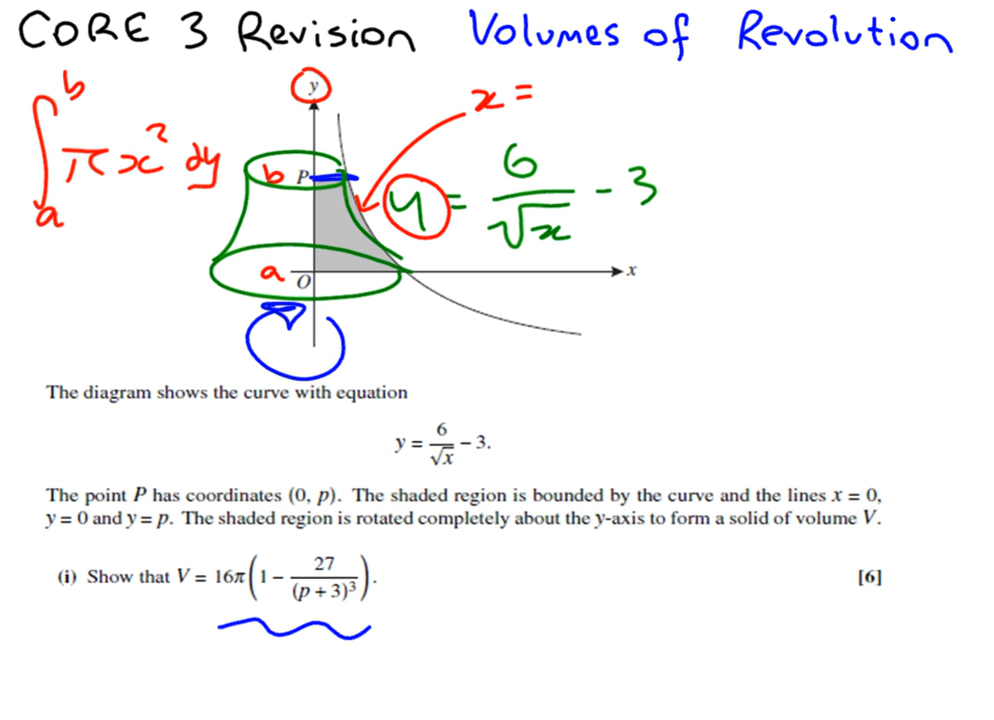 CORE 3 Revision Volumes of Revolution
∫ₐᵇ πx² dy
y
x =
b P
y = 6/√x - 3
a
O
x
The diagram shows the curve with equation
y = 6/√x − 3.
The point P has coordinates (0, p). The shaded region is bounded by the curve and the lines x = 0,
y = 0 and y = p. The shaded region is rotated completely about the y-axis to form a solid of volume V.
(i) Show that V = 16π(1 − 27/(p + 3)³). [6]